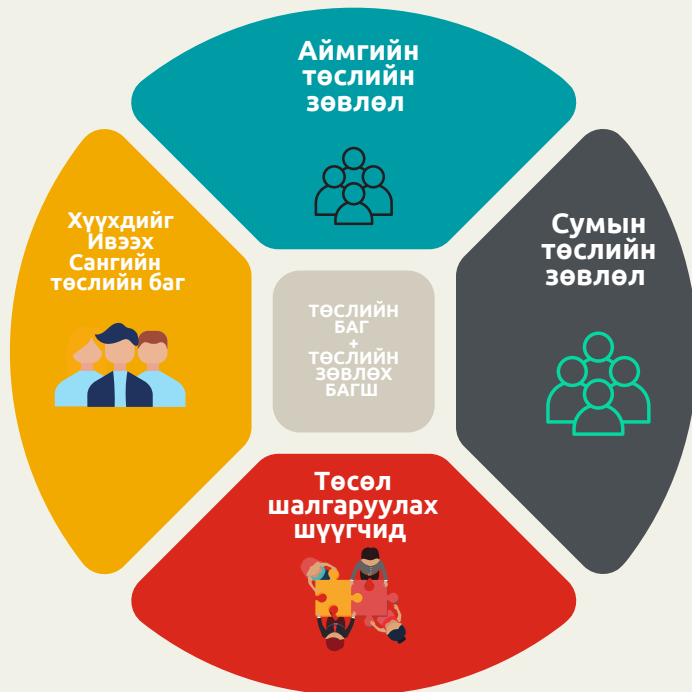 Аймгийн
төслийн
зөвлөл
Хүүхдийг
Ивээх
Сангийн
төслийн баг
Сумын
төслийн
зөвлөл
ТӨСЛИЙН
БАГ
+
ТӨСЛИЙН
ЗӨВЛӨХ
БАГШ
Төсөл
шалгаруулах
шүүгчид